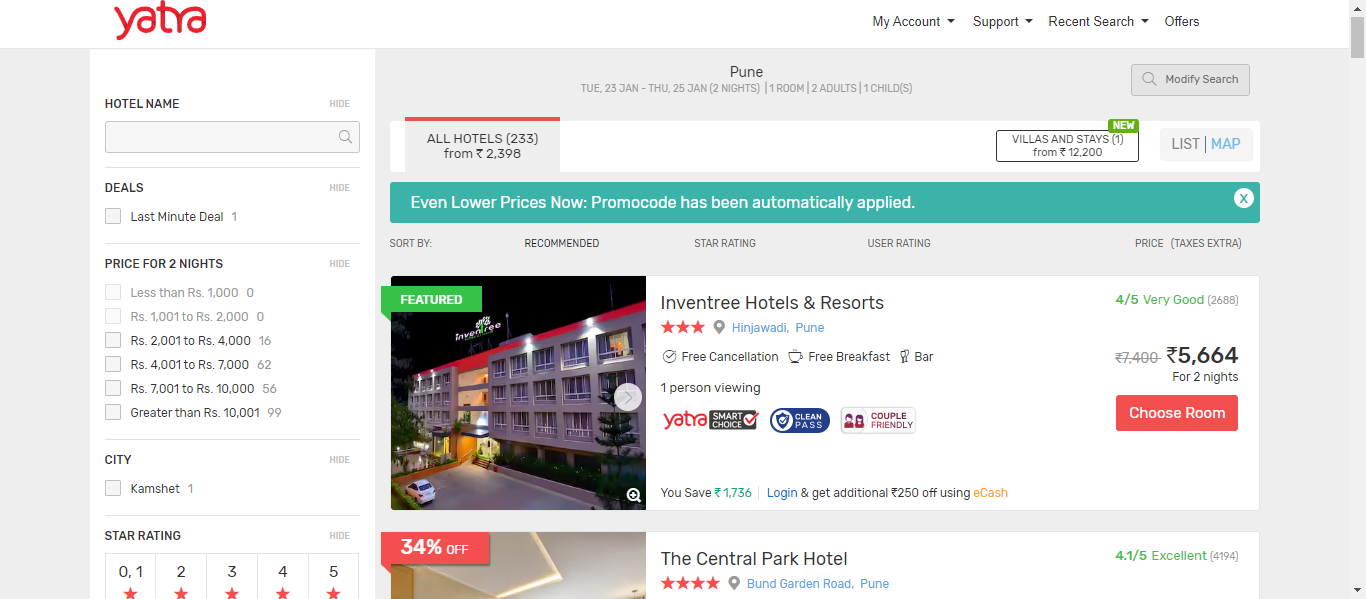 yatra
My Account
Support
Recent Search
Offers
Pune
TUE, 23 JAN - THU, 25 JAN (2 NIGHTS) | 1 ROOM | 2 ADULTS | 1 CHILD(S)
Modify Search
HOTEL NAME
HIDE
DEALS
HIDE
Last Minute Deal 1
PRICE FOR 2 NIGHTS
HIDE
Less than Rs. 1,000 0
Rs. 1,001 to Rs. 2,000 0
Rs. 2,001 to Rs. 4,000 16
Rs. 4,001 to Rs. 7,000 62
Rs. 7,001 to Rs. 10,000 56
Greater than Rs. 10,001 99
CITY
HIDE
Kamshet 1
STAR RATING
HIDE
0, 1
2
3
4
5
ALL HOTELS (233)
from ₹ 2,398
NEW
VILLAS AND STAYS (1)
from ₹ 12,200
LIST | MAP
Even Lower Prices Now: Promocode has been automatically applied.
X
SORT BY:
RECOMMENDED
STAR RATING
USER RATING
PRICE (TAXES EXTRA)
FEATURED
inventree
Inventree Hotels & Resorts
Hinjawadi, Pune
Free Cancellation
Free Breakfast
Bar
1 person viewing
yatra SMART CHOICE
CLEAN PASS
COUPLE FRIENDLY
You Save ₹ 1,736
Login & get additional ₹250 off using eCash
4/5 Very Good (2688)
₹7,400 ₹5,664
For 2 nights
Choose Room
34% OFF
The Central Park Hotel
Bund Garden Road, Pune
4.1/5 Excellent (4194)